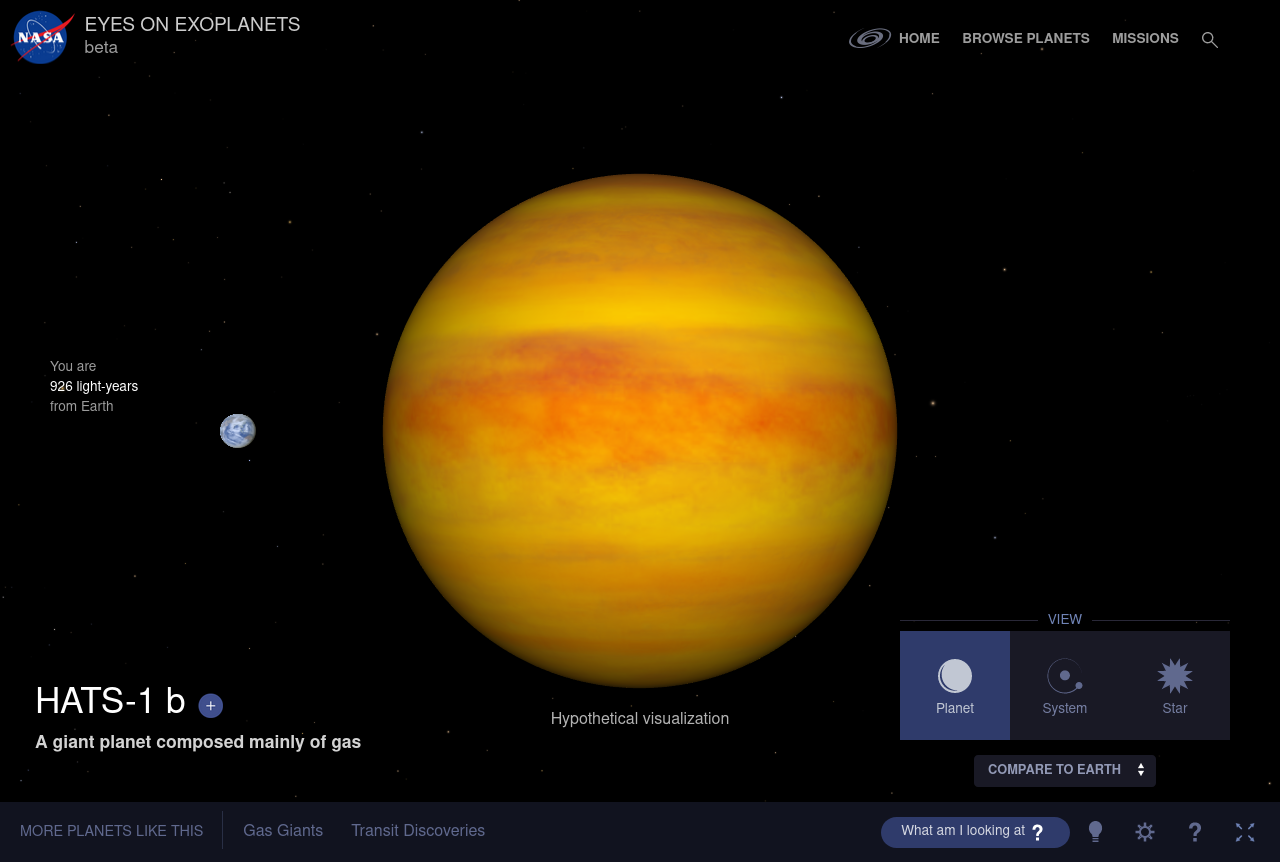 NASA
EYES ON EXOPLANETS
beta
HOME
BROWSE PLANETS
MISSIONS
You are
926 light-years
from Earth
HATS-1 b +
A giant planet composed mainly of gas
Hypothetical visualization
VIEW
Planet
System
Star
COMPARE TO EARTH
MORE PLANETS LIKE THIS
Gas Giants
Transit Discoveries
What am I looking at ?
?